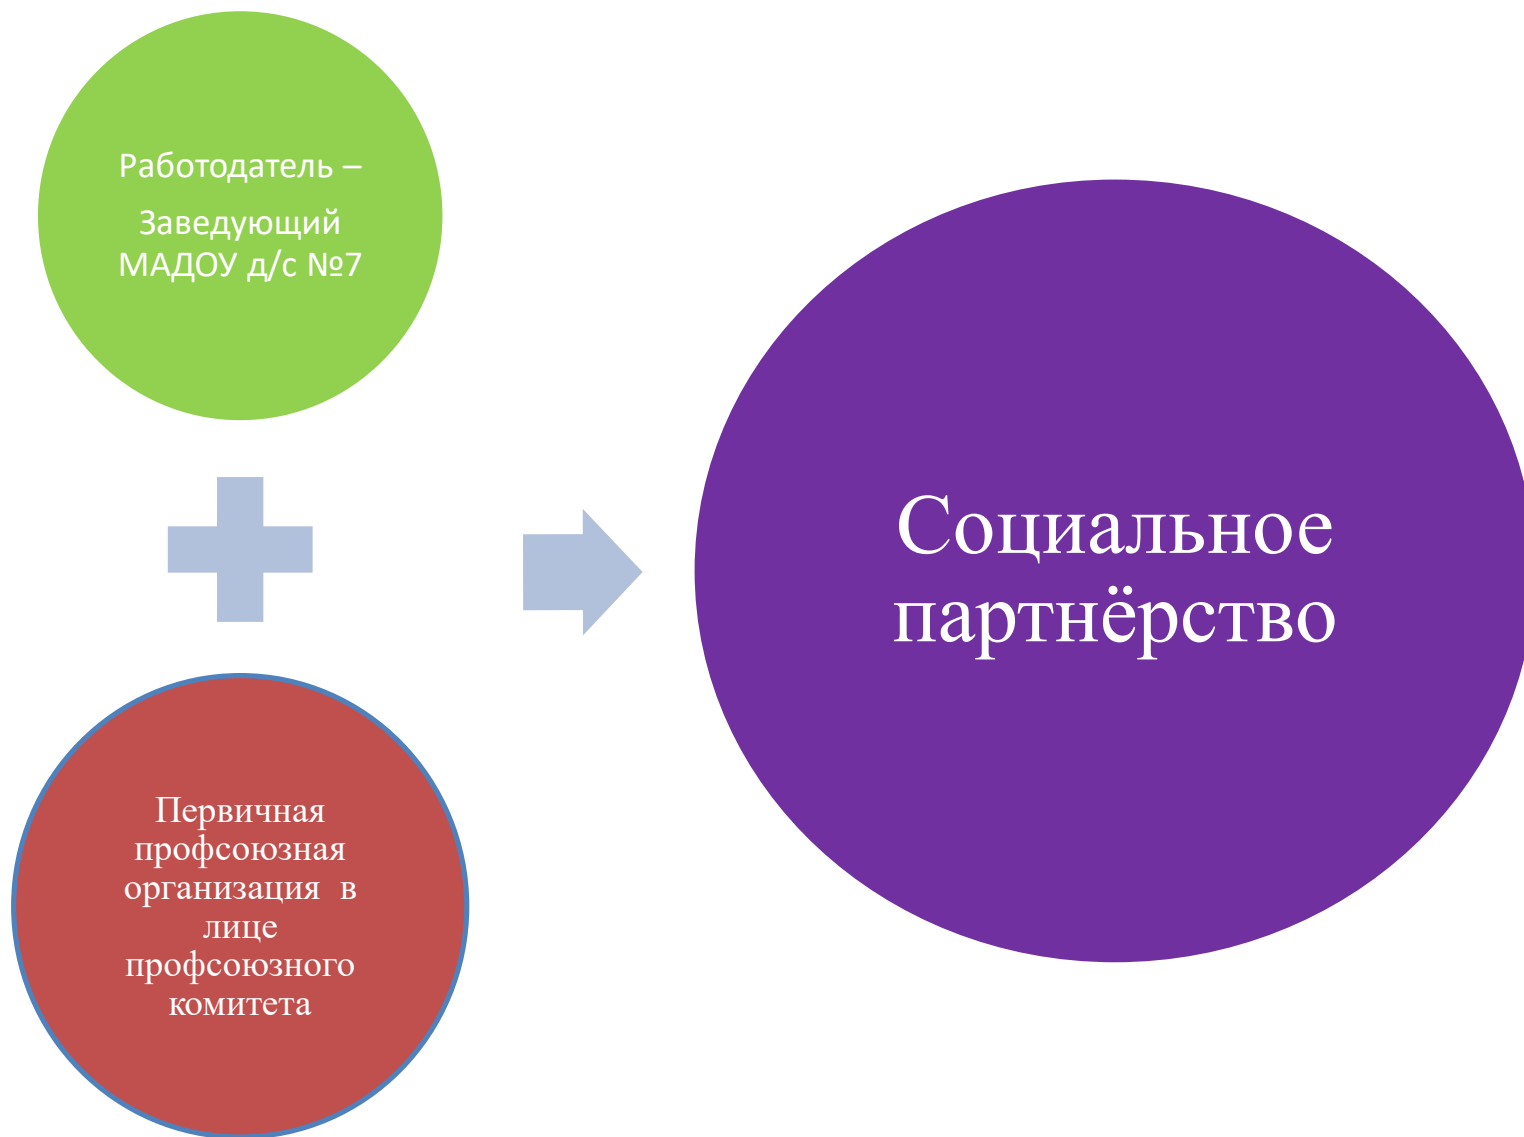 Работодатель –
Заведующий
МАДОУ д/с №7
Социальное
партнёрство
Первичная
профсоюзная
организация  в
лице
профсоюзного
комитета